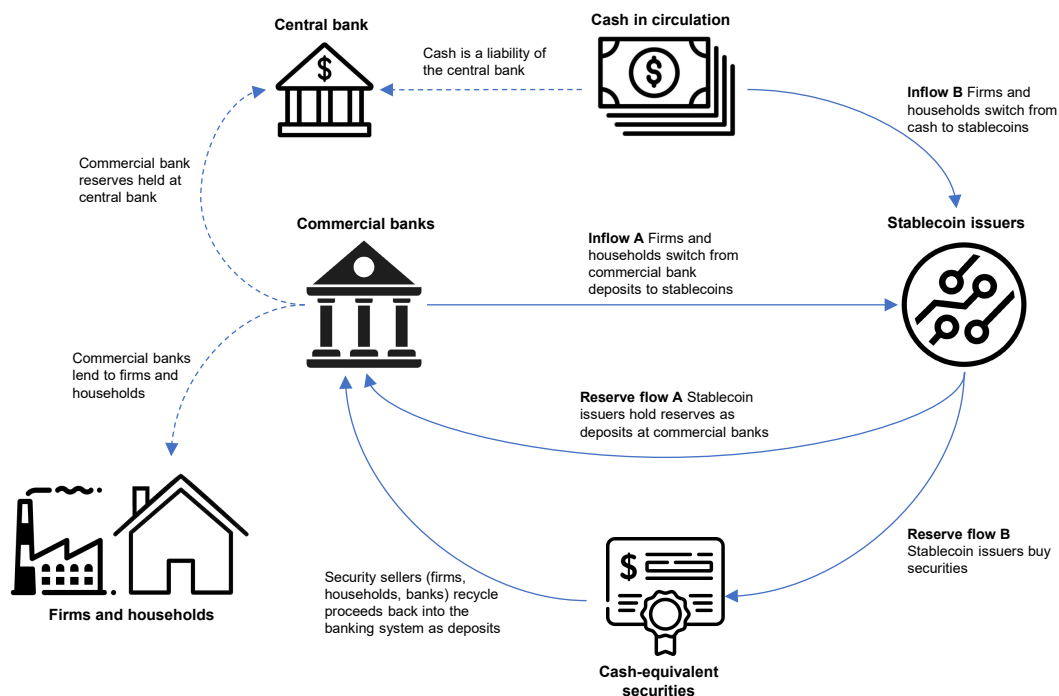 Central bank
Cash in circulation
$
$
Cash is a liability of
the central bank
Inflow B Firms and
households switch from
cash to stablecoins
Commercial bank
reserves held at
central bank
Commercial banks
Inflow A Firms and
households switch from
commercial bank
deposits to stablecoins
Stablecoin issuers
Commercial banks
lend to firms and
households
Reserve flow A Stablecoin
issuers hold reserves as
deposits at commercial banks
Reserve flow B
Stablecoin issuers buy
securities
$
Security sellers (firms,
households, banks) recycle
proceeds back into the
banking system as deposits
Firms and households
Cash-equivalent
securities